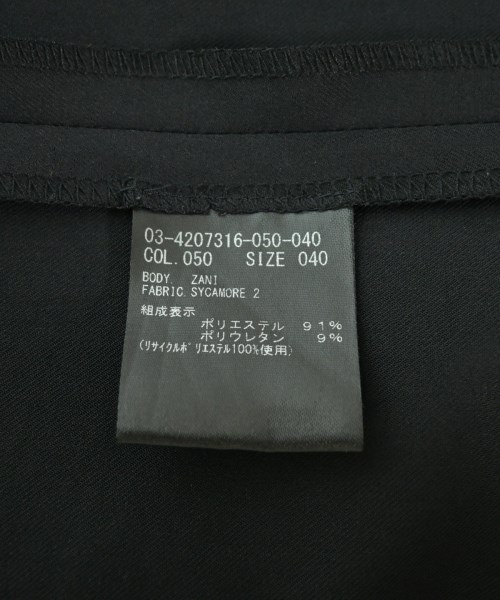 03-4207316-050-040
COL.050 SIZE 040
BODY. ZANI
FABRIC.SYCAMORE 2
組成表示
ポリエステル 91%
ポリウレタン 9%
(リサイクルポリエステル100%使用)